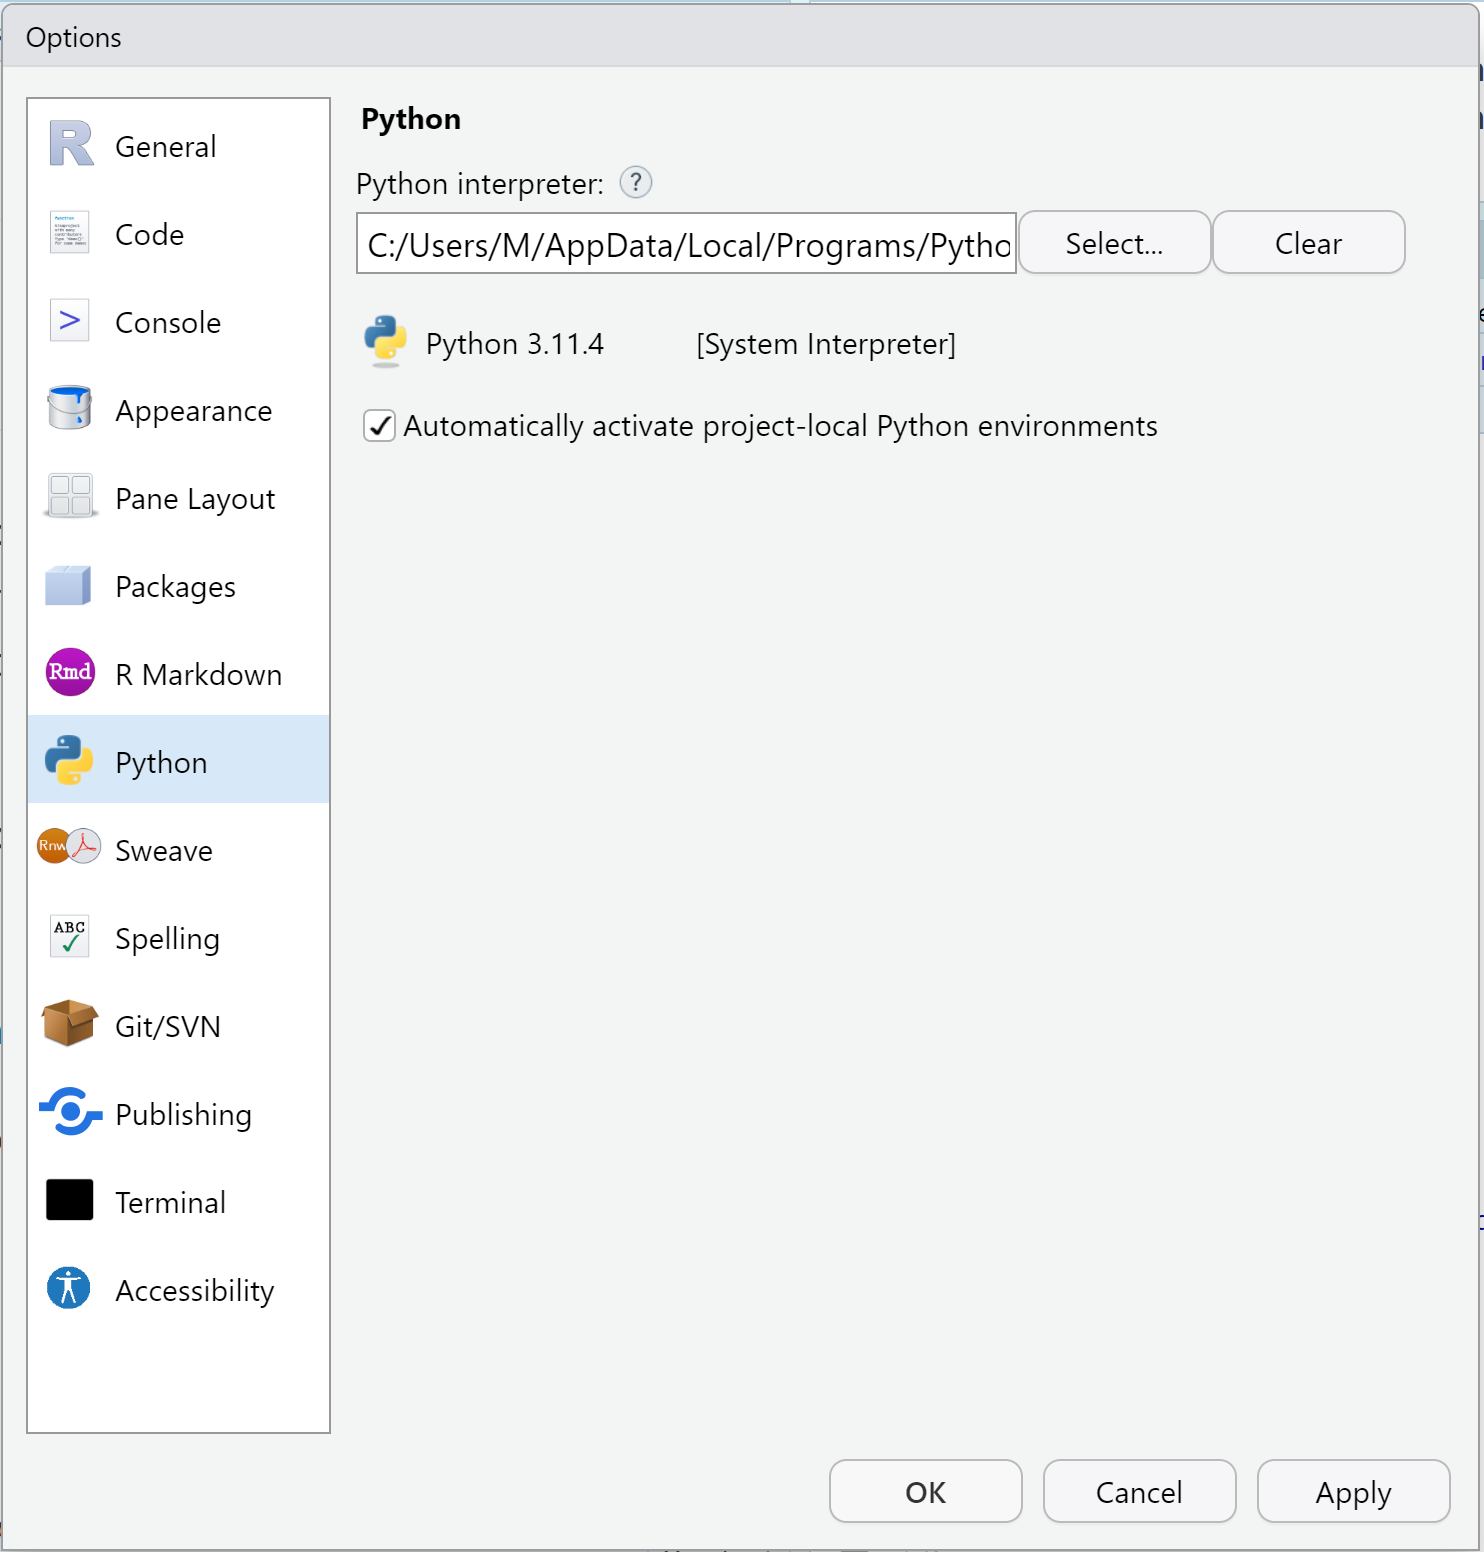 Options
General
Code
Console
Appearance
Pane Layout
Packages
Rmd R Markdown
Python
Rnw Sweave
ABC Spelling
Git/SVN
Publishing
Terminal
Accessibility
Python
Python interpreter: ?
C:/Users/M/AppData/Local/Programs/Pytho Select... Clear
Python 3.11.4 [System Interpreter]
Automatically activate project-local Python environments
OK Cancel Apply